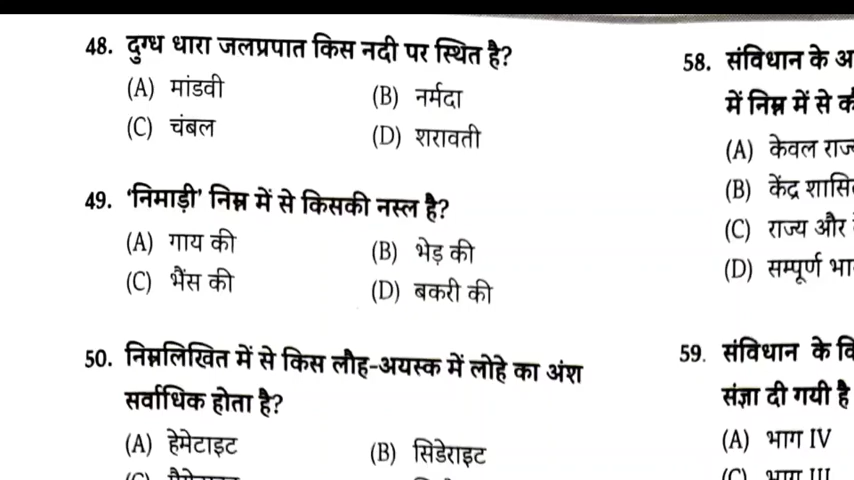 48. दुग्ध धारा जलप्रपात किस नदी पर स्थित है?
(A) मांडवी (B) नर्मदा
(C) चंबल (D) शरावती
49. ‘निमाड़ी’ निम्न में से किसकी नस्ल है?
(A) गाय की (B) भेड़ की
(C) भैंस की (D) बकरी की
50. निम्नलिखित में से किस लौह-अयस्क में लोहे का अंश
सर्वाधिक होता है?
(A) हेमेटाइट (B) सिडेराइट
58. संविधान के
में निम्न में से
(A) केवल
(B) केंद्र
(C) राज्य और
(D) सम्पूर्ण
59. संविधान के
संज्ञा दी गयी है
(A) भाग IV
(C) भाग III